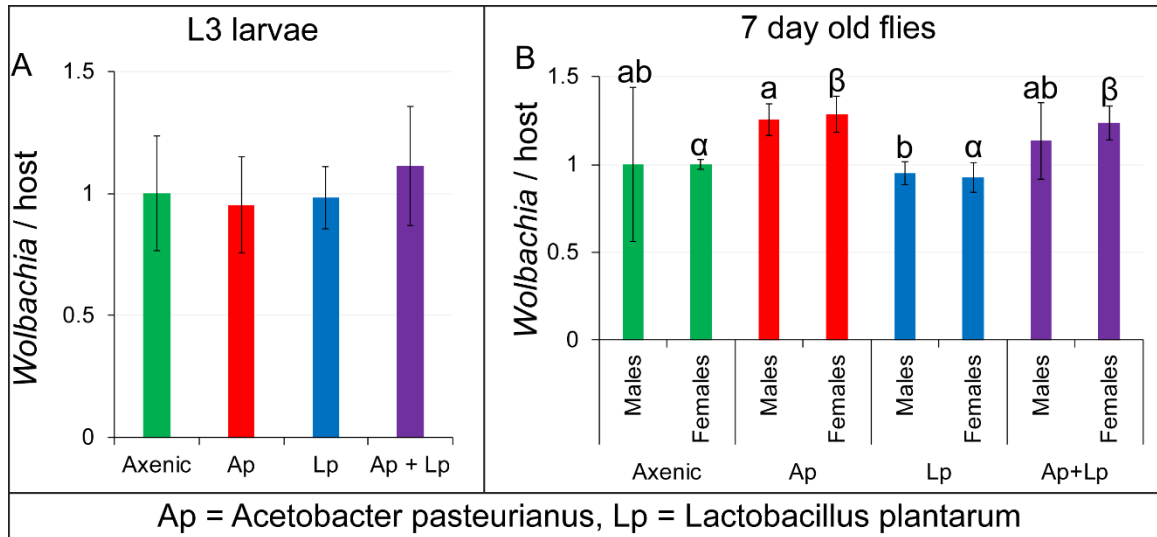 L3 larvae
A
Wolbachia / host
1.5
1
0.5
0
Axenic Ap Lp Ap + Lp
7 day old flies
B
Wolbachia / host
1.5
1
0.5
0
ab α a β b α ab β
Males Females Males Females Males Females Males Females
Axenic Ap Lp Ap+Lp
Ap = Acetobacter pasteurianus, Lp = Lactobacillus plantarum